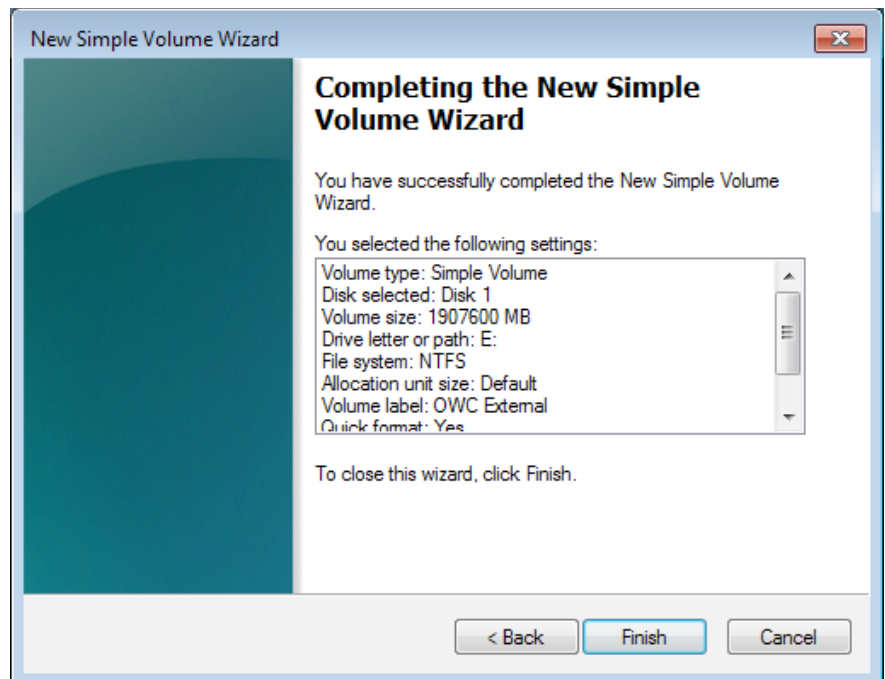 New Simple Volume Wizard
Completing the New Simple
Volume Wizard
You have successfully completed the New Simple Volume
Wizard.
You selected the following settings:
Volume type: Simple Volume
Disk selected: Disk 1
Volume size: 1907600 MB
Drive letter or path: E:
File system: NTFS
Allocation unit size: Default
Volume label: OWC External
Quick format: Yes
To close this wizard, click Finish.
< Back Finish Cancel